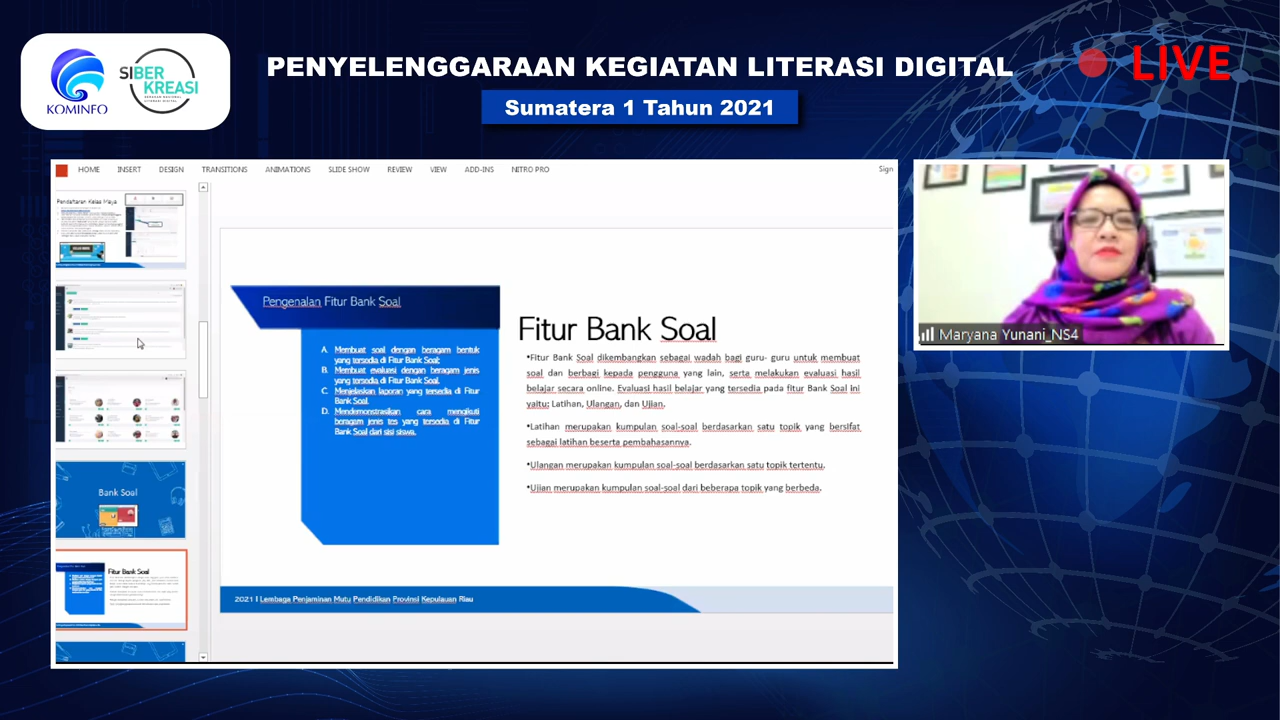 KOMINFO
SIBER
KREASI
GERAKAN NASIONAL
LITERASI DIGITAL
PENYELENGGARAAN KEGIATAN LITERASI DIGITAL
Sumatera 1 Tahun 2021
LIVE
HOME INSERT DESIGN TRANSITIONS ANIMATIONS SLIDE SHOW REVIEW VIEW ADD-INS NITRO PRO Sign
Pendaftaran Kelas Maya
Bank Soal
Fitur Bank Soal
Pengenalan Fitur Bank Soal
A. Membuat soal dengan beragam bentuk
yang tersedia di Fitur Bank Soal;
B. Membuat evaluasi dengan beragam jenis
yang tersedia di Fitur Bank Soal.
C. Menjelaskan laporan yang tersedia di Fitur
Bank Soal.
D. Mendemonstrasikan cara mengikuti
beragam jenis tes yang tersedia di Fitur
Bank Soal dari sisi siswa.
Fitur Bank Soal
•Fitur Bank Soal dikembangkan sebagai wadah bagi guru- guru untuk membuat
soal dan berbagi kepada pengguna yang lain, serta melakukan evaluasi hasil
belajar secara online. Evaluasi hasil belajar yang tersedia pada fitur Bank Soal ini
yaitu: Latihan, Ulangan, dan Ujian.
•Latihan merupakan kumpulan soal-soal berdasarkan satu topik yang bersifat
sebagai latihan beserta pembahasannya.
•Ulangan merupakan kumpulan soal-soal berdasarkan satu topik tertentu.
•Ujian merupakan kumpulan soal-soal dari beberapa topik yang berbeda.
2021 I Lembaga Penjaminan Mutu Pendidikan Provinsi Kepulauan Riau
Maryana Yunani_NS4